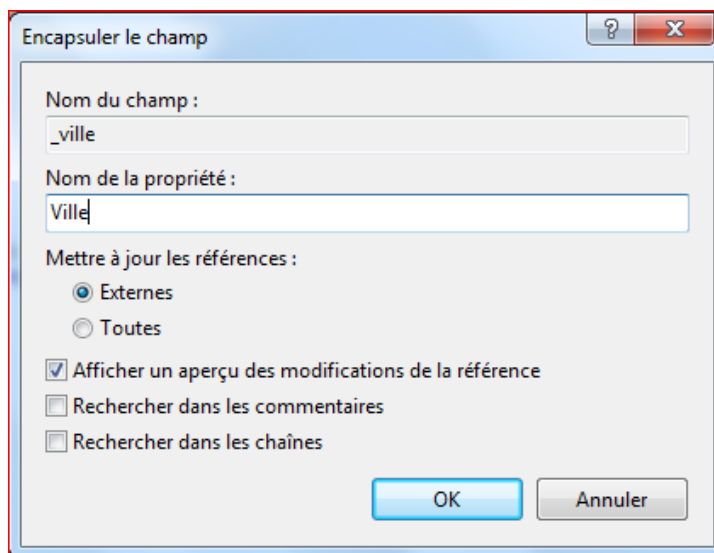 Encapsuler le champ
?
Nom du champ :
_ville
Nom de la propriété :
Ville
Mettre à jour les références :
Externes
Toutes
Afficher un aperçu des modifications de la référence
Rechercher dans les commentaires
Rechercher dans les chaînes
OK Annuler